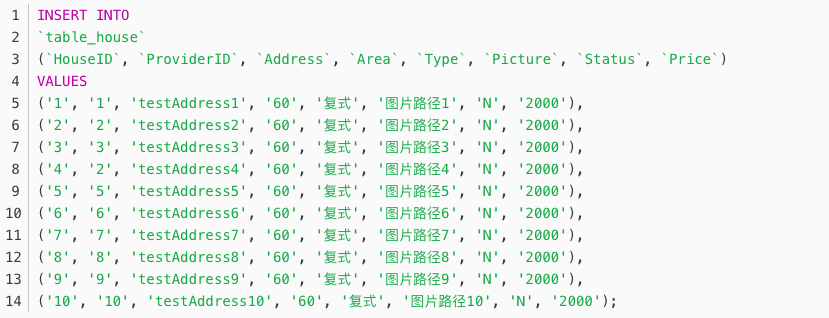 1 INSERT INTO
2 `table_house`
3 (`HouseID`, `ProviderID`, `Address`, `Area`, `Type`, `Picture`, `Status`, `Price`)
4 VALUES
5 ('1', '1', 'testAddress1', '60', '复式', '图片路径1', 'N', '2000'),
6 ('2', '2', 'testAddress2', '60', '复式', '图片路径2', 'N', '2000'),
7 ('3', '3', 'testAddress3', '60', '复式', '图片路径3', 'N', '2000'),
8 ('4', '2', 'testAddress4', '60', '复式', '图片路径4', 'N', '2000'),
9 ('5', '5', 'testAddress5', '60', '复式', '图片路径5', 'N', '2000'),
10 ('6', '6', 'testAddress6', '60', '复式', '图片路径6', 'N', '2000'),
11 ('7', '7', 'testAddress7', '60', '复式', '图片路径7', 'N', '2000'),
12 ('8', '8', 'testAddress8', '60', '复式', '图片路径8', 'N', '2000'),
13 ('9', '9', 'testAddress9', '60', '复式', '图片路径9', 'N', '2000'),
14 ('10', '10', 'testAddress10', '60', '复式', '图片路径10', 'N', '2000');